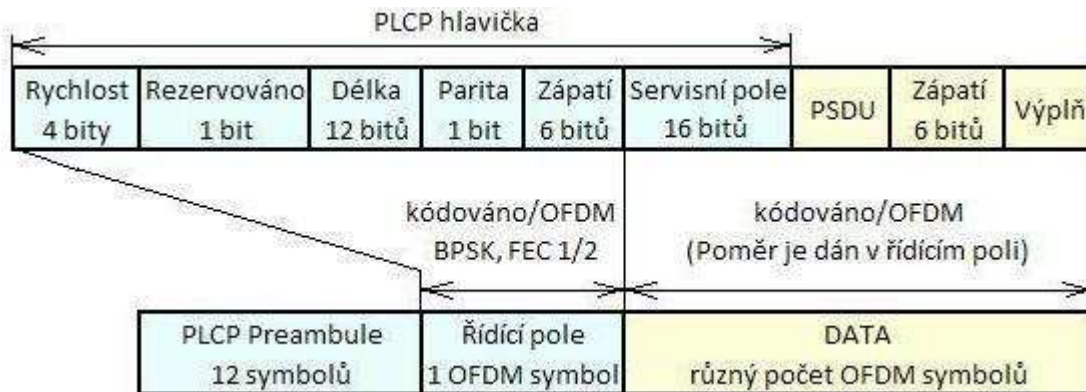 PLCP hlavička
Rychlost Rezervováno Délka Parita Zápatí Servisní pole PSDU Zápatí Výplň
4 bity 1 bit 12 bitů 1 bit 6 bitů 16 bitů 6 bitů
kódováno/OFDM kódováno/OFDM
BPSK, FEC 1/2 (Poměr je dán v řídícím poli)
PLCP Preambule Řídící pole DATA
12 symbolů 1 OFDM symbol různý počet OFDM symbolů